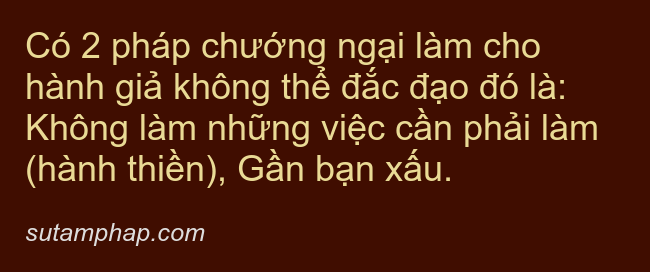 Có 2 pháp chướng ngại làm cho
hành giả không thể đắc đạo đó là:
Không làm những việc cần phải làm
(hành thiền), Gần bạn xấu.
sutamphap.com